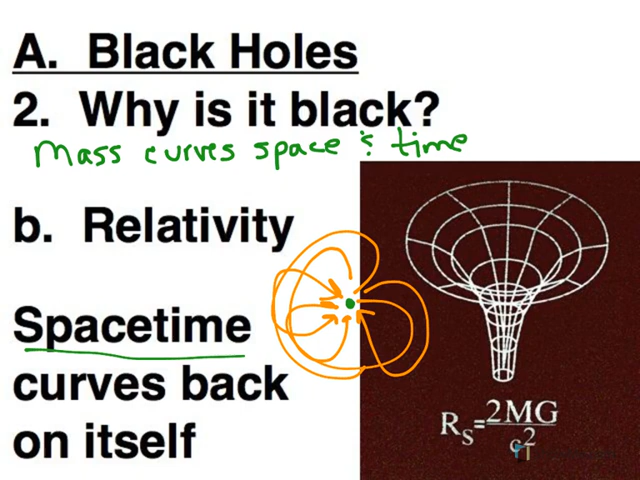 A. Black Holes
2. Why is it black?
Mass curves space & time
b. Relativity
Spacetime
curves back
on itself
R_S = 2MG / c²